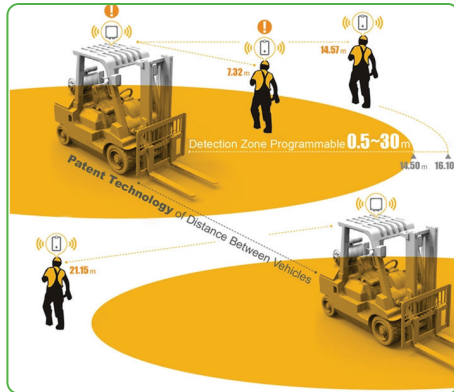 !
!
14.57 m
7.32 m
Detection Zone Programmable 0.5~30 m
14.50 m
16.10
Patent Technology of Distance Between Vehicles
21.15 m